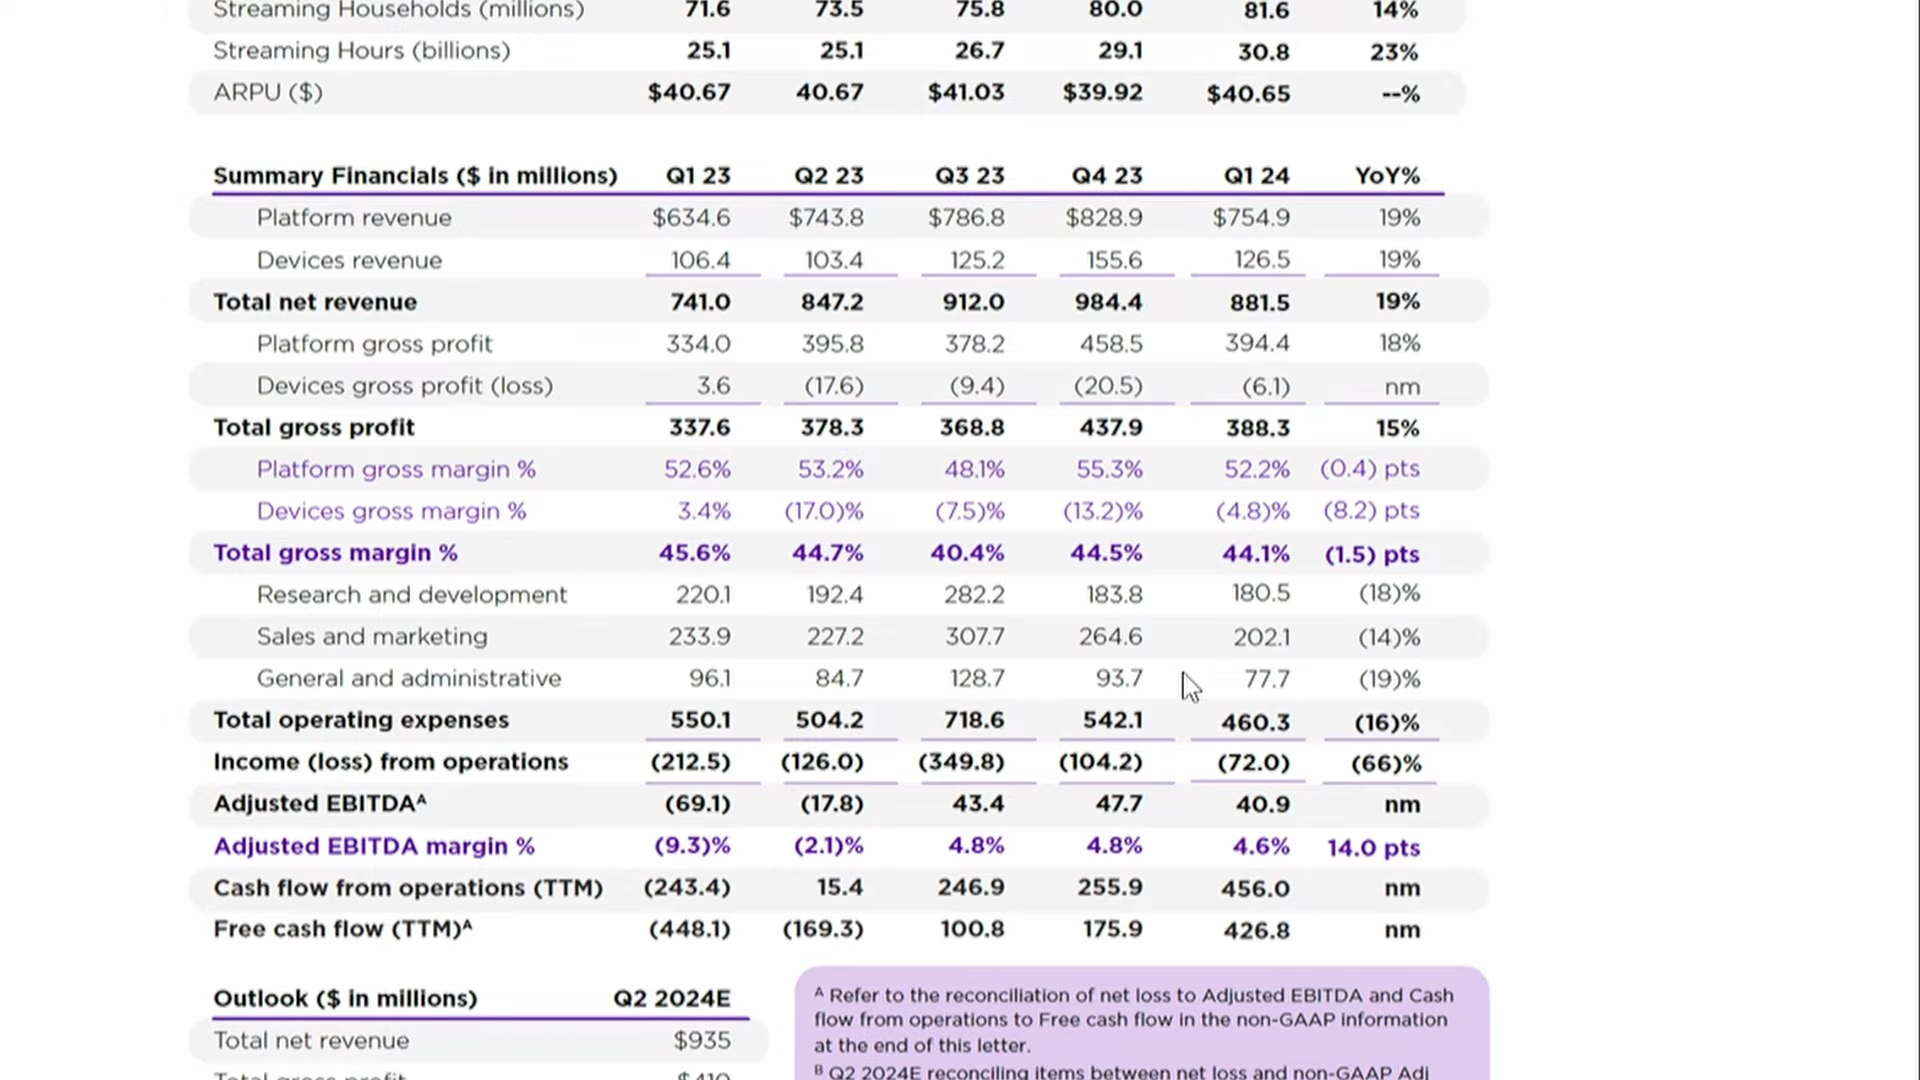 Streaming Households (millions) 71.6 73.5 75.8 80.0 81.6 14%
Streaming Hours (billions) 25.1 25.1 26.7 29.1 30.8 23%
ARPU ($) $40.67 40.67 $41.03 $39.92 $40.65 --%
Summary Financials ($ in millions) Q1 23 Q2 23 Q3 23 Q4 23 Q1 24 YoY%
Platform revenue $634.6 $743.8 $786.8 $828.9 $754.9 19%
Devices revenue 106.4 103.4 125.2 155.6 126.5 19%
Total net revenue 741.0 847.2 912.0 984.4 881.5 19%
Platform gross profit 334.0 395.8 378.2 458.5 394.4 18%
Devices gross profit (loss) 3.6 (17.6) (9.4) (20.5) (6.1) nm
Total gross profit 337.6 378.3 368.8 437.9 388.3 15%
Platform gross margin % 52.6% 53.2% 48.1% 55.3% 52.2% (0.4) pts
Devices gross margin % 3.4% (17.0)% (7.5)% (13.2)% (4.8)% (8.2) pts
Total gross margin % 45.6% 44.7% 40.4% 44.5% 44.1% (1.5) pts
Research and development 220.1 192.4 282.2 183.8 180.5 (18)%
Sales and marketing 233.9 227.2 307.7 264.6 202.1 (14)%
General and administrative 96.1 84.7 128.7 93.7 77.7 (19)%
Total operating expenses 550.1 504.2 718.6 542.1 460.3 (16)%
Income (loss) from operations (212.5) (126.0) (349.8) (104.2) (72.0) (66)%
Adjusted EBITDAᴬ (69.1) (17.8) 43.4 47.7 40.9 nm
Adjusted EBITDA margin % (9.3)% (2.1)% 4.8% 4.8% 4.6% 14.0 pts
Cash flow from operations (TTM) (243.4) 15.4 246.9 255.9 456.0 nm
Free cash flow (TTM)ᴬ (448.1) (169.3) 100.8 175.9 426.8 nm
Outlook ($ in millions) Q2 2024E
Total net revenue $935
Total gross profit $410
ᴬ Refer to the reconciliation of net loss to Adjusted EBITDA and Cash
flow from operations to Free cash flow in the non-GAAP information
at the end of this letter.
ᴮ Q2 2024E reconciling items between net loss and non-GAAP Adj